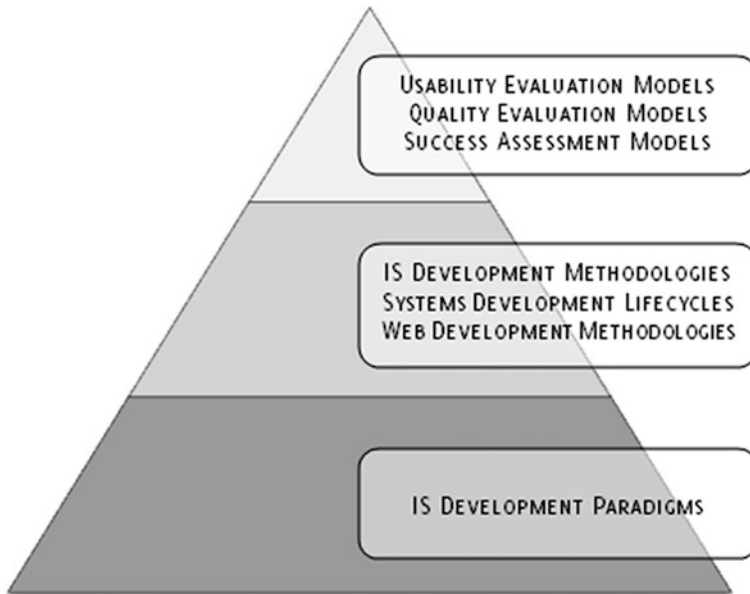 Usability Evaluation Models
Quality Evaluation Models
Success Assessment Models
IS Development Methodologies
Systems Development Lifecycles
Web Development Methodologies
IS Development Paradigms